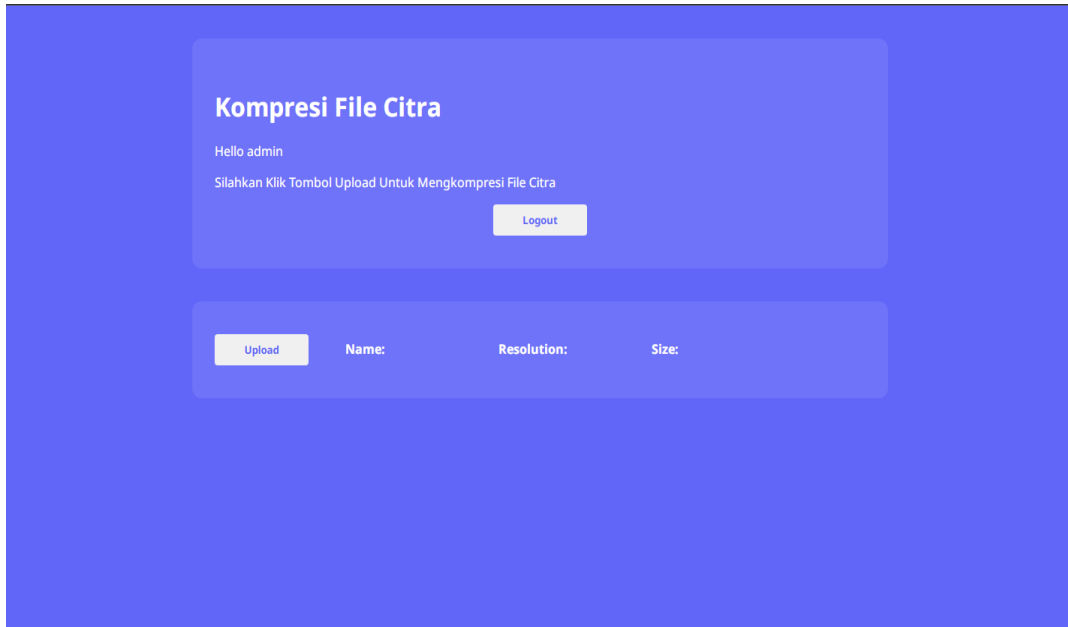 Kompresi File Citra
Hello admin
Silahkan Klik Tombol Upload Untuk Mengkompresi File Citra
Logout
Upload Name: Resolution: Size: